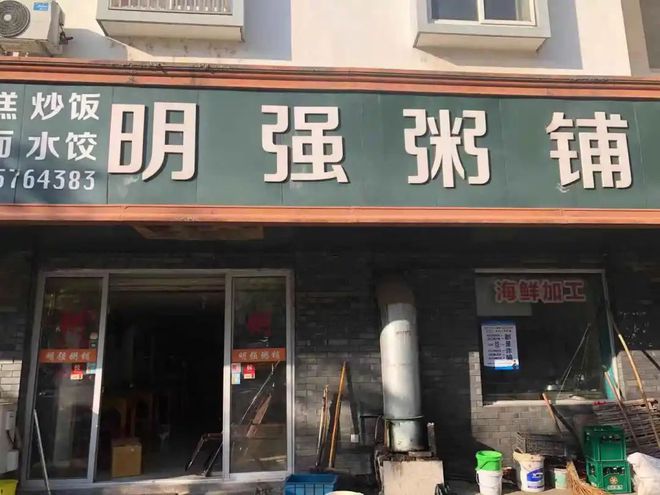 糕 炒饭
面 水饺
5764383
明强粥铺
海鲜加工
明强粥铺
明强粥铺